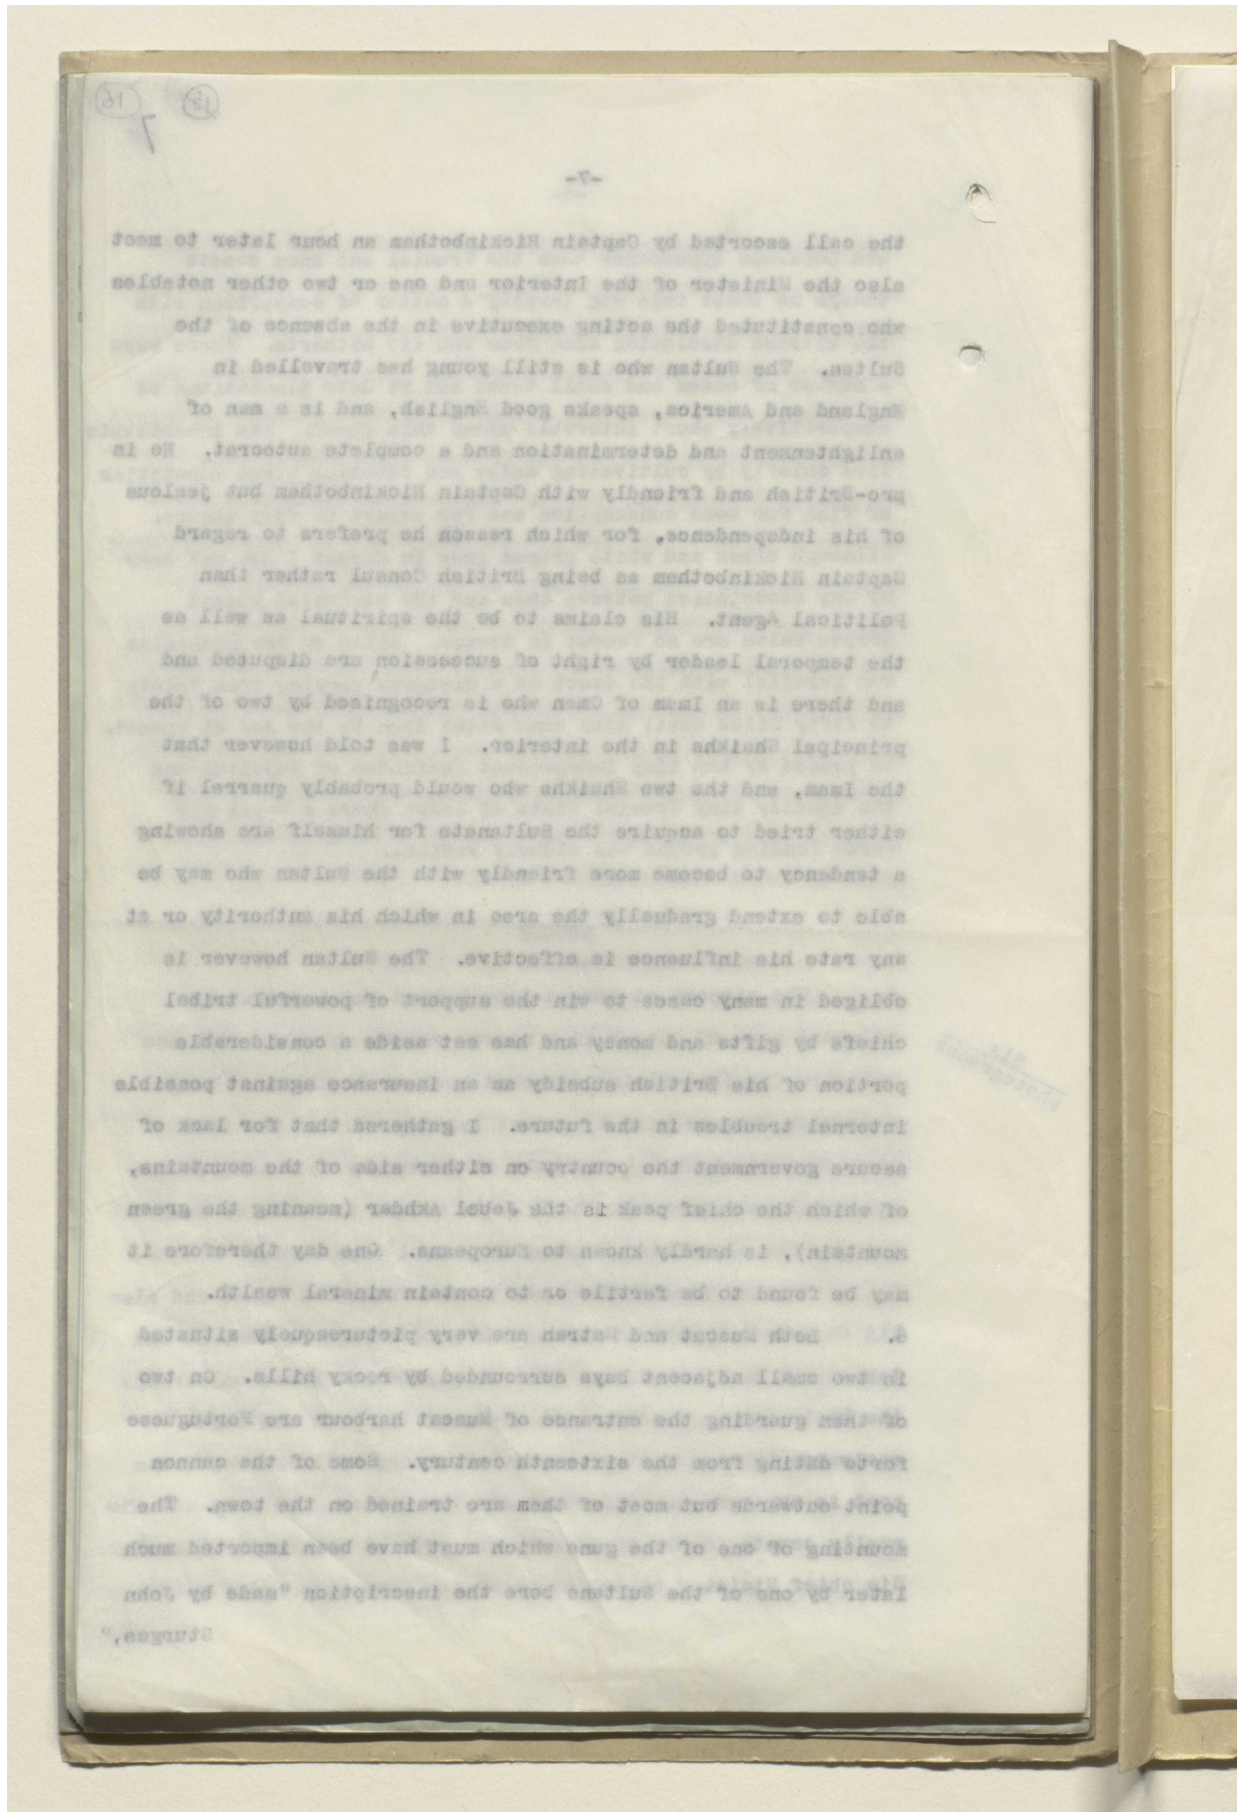 18 16
7
-7-
the call escorted by Captain Hickinbotham an hour later to meet
also the Minister of the Interior and one or two other notables
who constituted the acting executive in the absence of the
Sultan. The Sultan who is still young has travelled in
England and America, speaks good English, and is a man of
enlightenment and determination and a complete autocrat. He is
pro-British and friendly with Captain Hickinbotham but jealous
of his independence, for which reason he prefers to regard
Captain Hickinbotham as being British Consul rather than
Political Agent. His claims to be the spiritual as well as
the temporal leader by right of succession are disputed and
and there is an Imam of Oman who is recognised by two of the
principal Shaikhs in the interior. I was told however that
the Imam, and the two Shaikhs who would probably quarrel if
either tried to acquire the Sultanate for himself are showing
a tendency to become more friendly with the Sultan who may be
able to extend gradually the area in which his authority or at
any rate his influence is effective. The Sultan however is
obliged in many cases to win the support of powerful tribal
chiefs by gifts and money and has set aside a considerable
portion of his British subsidy as an insurance against possible
internal troubles in the future. I gathered that for lack of
secure government the country on either side of the mountains,
of which the chief peak is the Jebel Akhdar (meaning the green
mountain), is hardly known to Europeans. One day therefore it
may be found to be fertile or to contain mineral wealth.
6. Both Muscat and Matrah are very picturesquely situated
in two small adjacent bays surrounded by rocky hills. On two
of them guarding the entrance of Muscat harbour are Portuguese
forts dating from the sixteenth century. Some of the cannon
point outwards but most of them are trained on the town. The
mounting of one of the guns which must have been imported much
later by one of the Sultans bore the inscription "made by John
Sturges,"